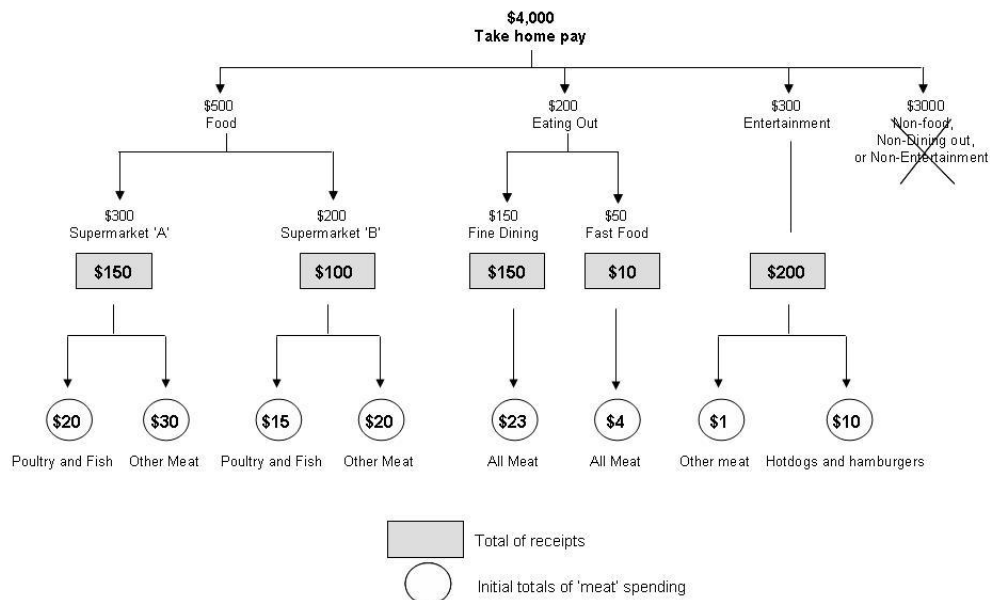 $4,000
Take home pay
$500
Food
$200
Eating Out
$300
Entertainment
$3000
Non-food,
Non-Dining out,
or Non-Entertainment
$300
Supermarket 'A'
$200
Supermarket 'B'
$150
Fine Dining
$50
Fast Food
$150
$100
$150
$10
$200
$20
$30
$15
$20
$23
$4
$1
$10
Poultry and Fish
Other Meat
Poultry and Fish
Other Meat
All Meat
All Meat
Other meat
Hotdogs and hamburgers
Total of receipts
Initial totals of 'meat' spending